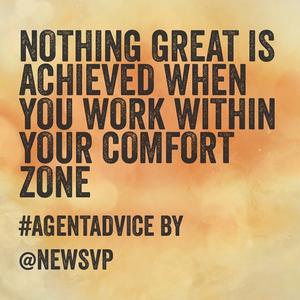 NOTHING GREAT IS
ACHIEVED WHEN
YOU WORK WITHIN
YOUR COMFORT
ZONE
#AGENTADVICE BY
@NEWSVP